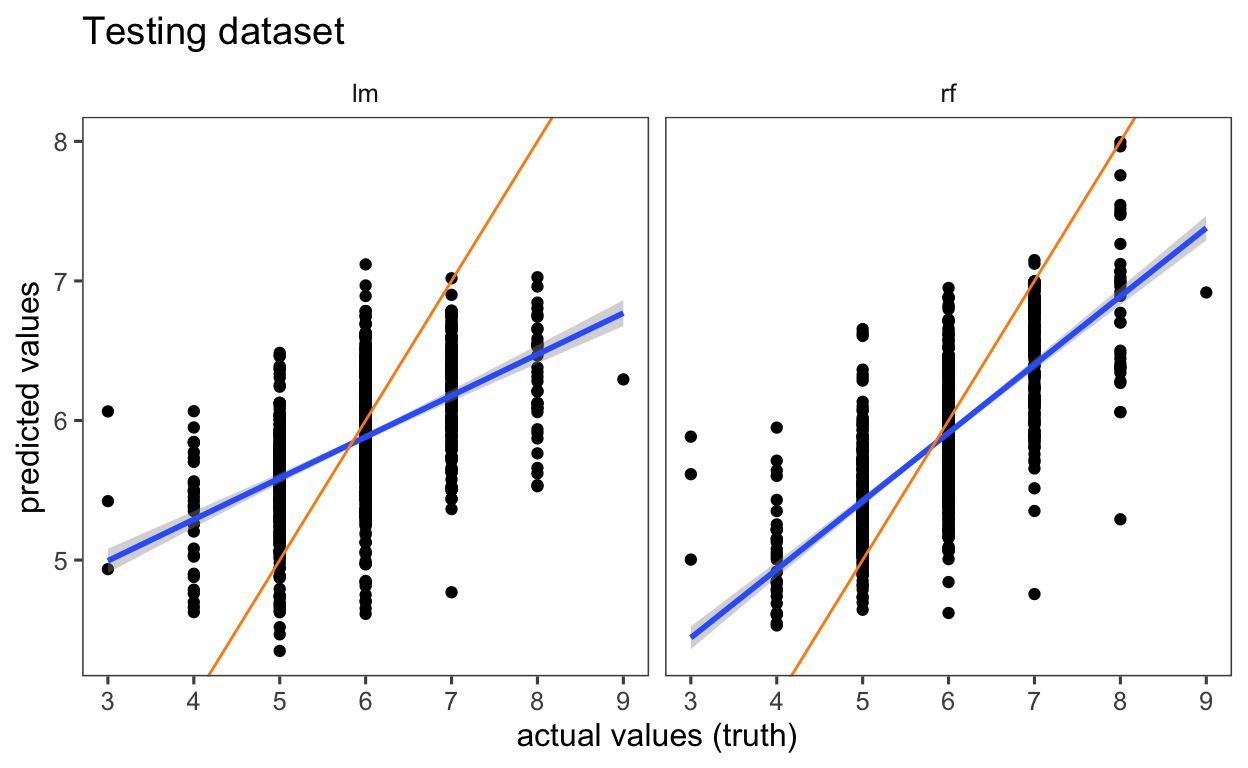 Testing dataset
lm
rf
predicted values
8
7
6
5
3 4 5 6 7 8 9
3 4 5 6 7 8 9
actual values (truth)